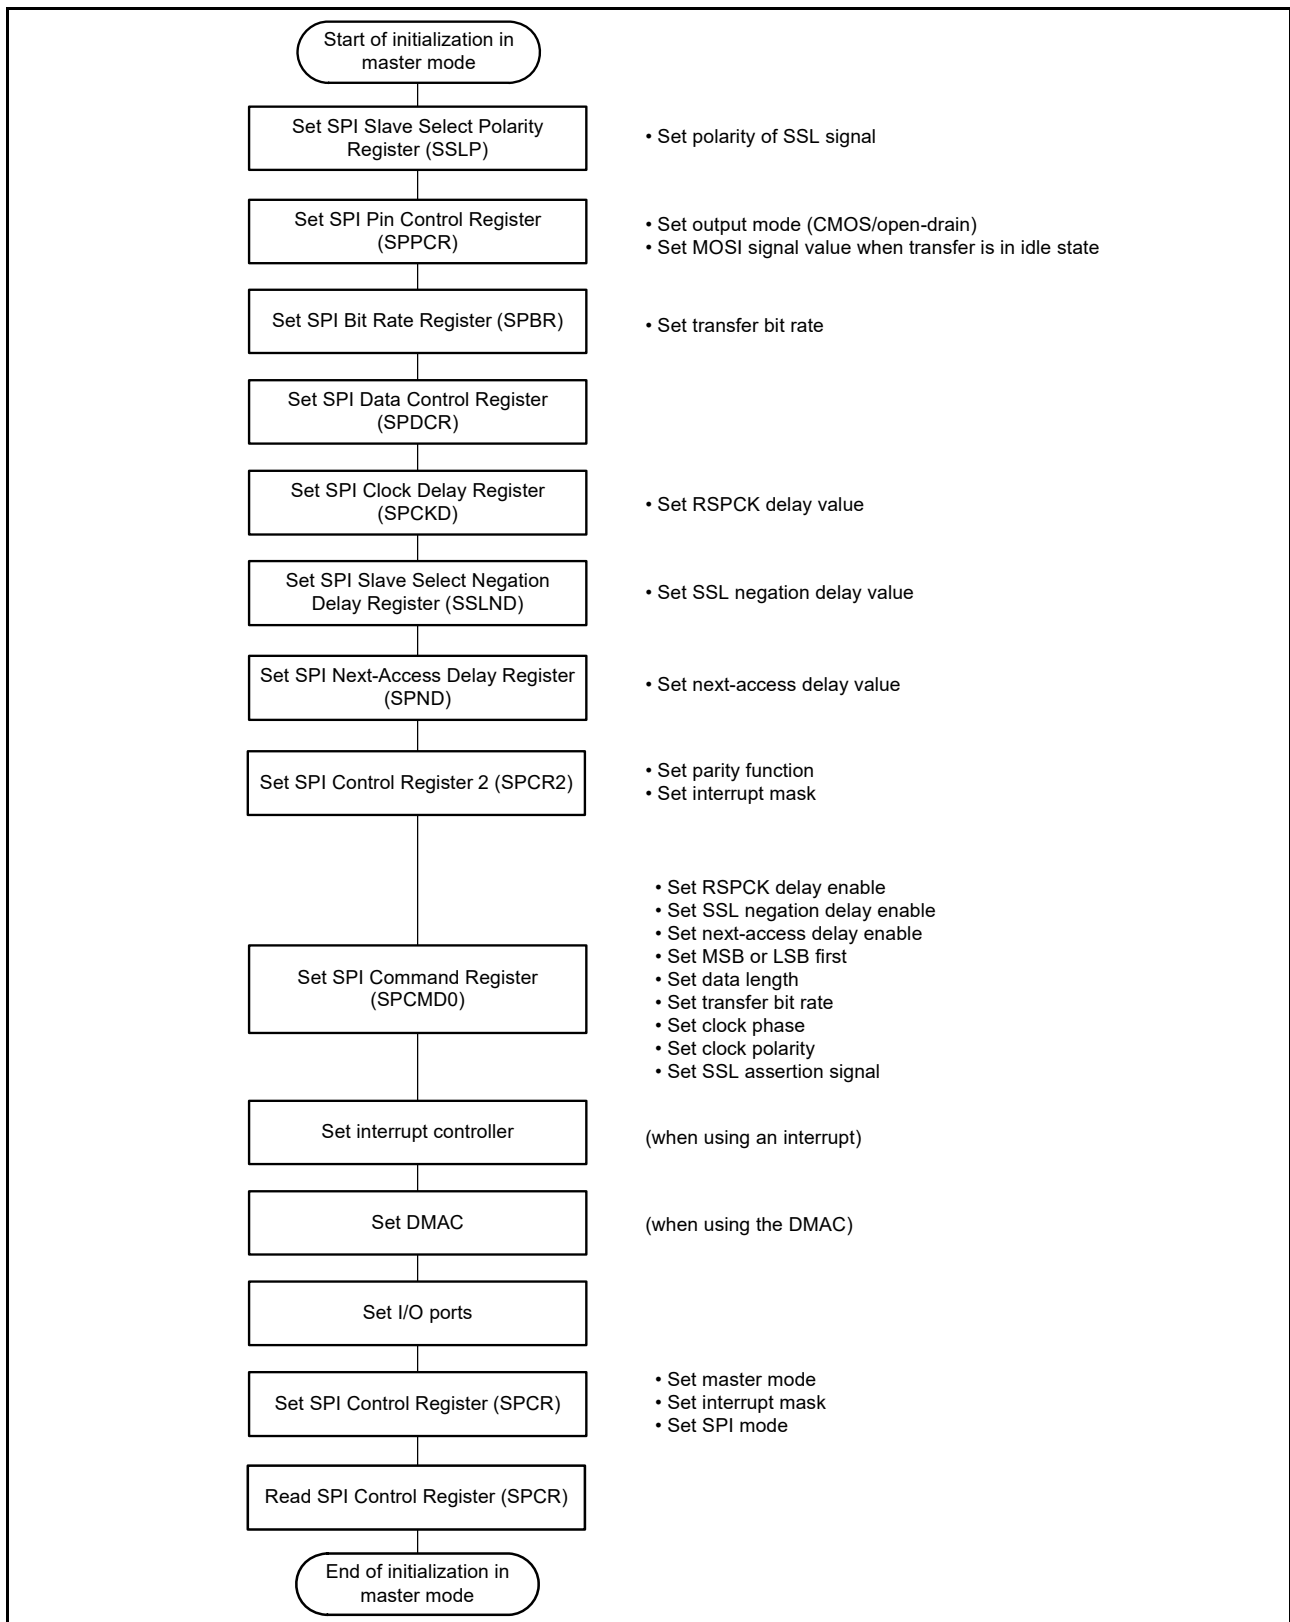 Start of initialization in
master mode
Set SPI Slave Select Polarity
Register (SSLP)
• Set polarity of SSL signal
Set SPI Pin Control Register
(SPPCR)
• Set output mode (CMOS/open-drain)
• Set MOSI signal value when transfer is in idle state
Set SPI Bit Rate Register (SPBR)
• Set transfer bit rate
Set SPI Data Control Register
(SPDCR)
Set SPI Clock Delay Register
(SPCKD)
• Set RSPCK delay value
Set SPI Slave Select Negation
Delay Register (SSLND)
• Set SSL negation delay value
Set SPI Next-Access Delay Register
(SPND)
• Set next-access delay value
Set SPI Control Register 2 (SPCR2)
• Set parity function
• Set interrupt mask
Set SPI Command Register
(SPCMD0)
• Set RSPCK delay enable
• Set SSL negation delay enable
• Set next-access delay enable
• Set MSB or LSB first
• Set data length
• Set transfer bit rate
• Set clock phase
• Set clock polarity
• Set SSL assertion signal
Set interrupt controller
(when using an interrupt)
Set DMAC
(when using the DMAC)
Set I/O ports
Set SPI Control Register (SPCR)
• Set master mode
• Set interrupt mask
• Set SPI mode
Read SPI Control Register (SPCR)
End of initialization in
master mode